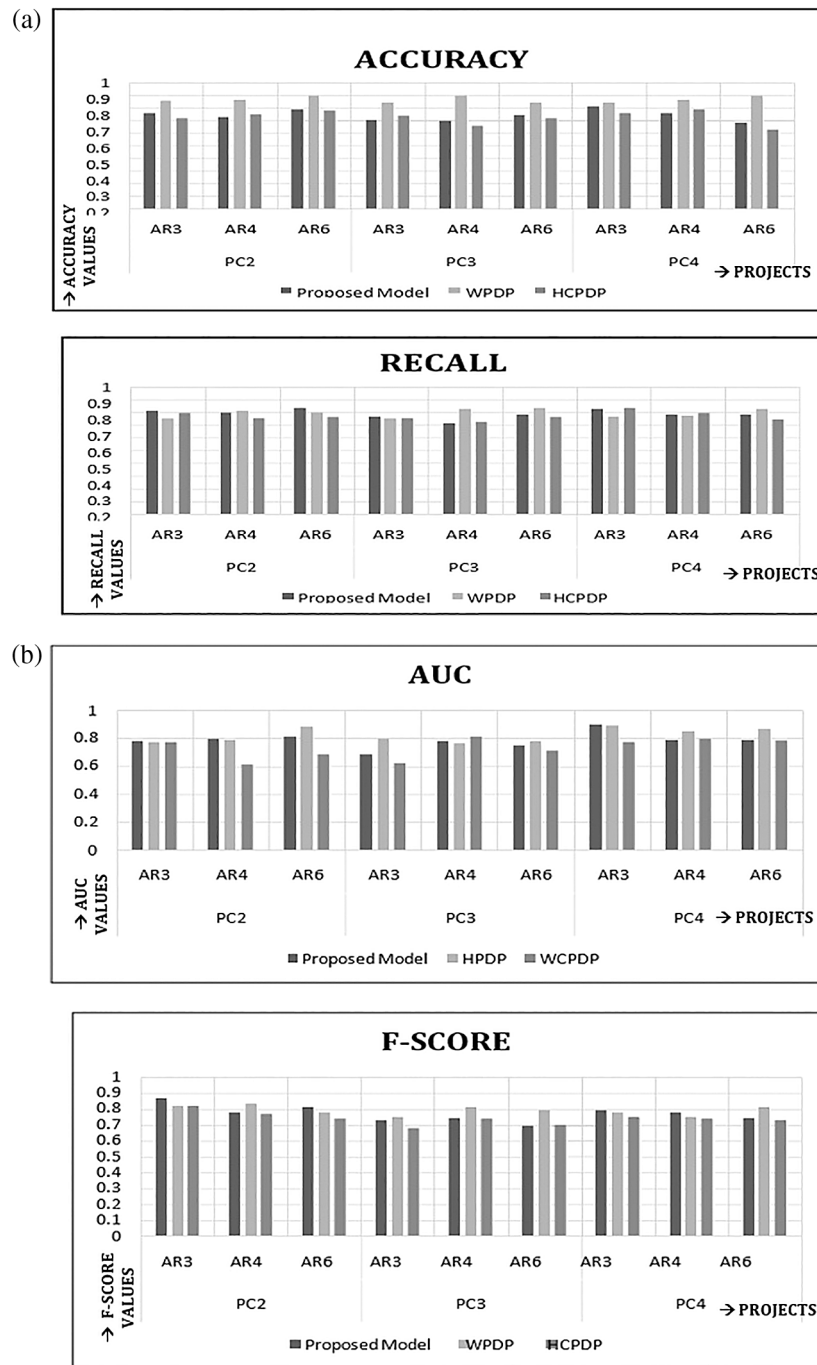 (a)
ACCURACY
1
0.9
0.8
0.7
0.6
0.5
0.4
0.3
0.2
→ ACCURACY
VALUES
AR3 AR4 AR6 AR3 AR4 AR6 AR3 AR4 AR6
PC2 PC3 PC4
→ PROJECTS
Proposed Model WPDP HCPDP
RECALL
1
0.9
0.8
0.7
0.6
0.5
0.4
0.3
0.2
→ RECALL
VALUES
AR3 AR4 AR6 AR3 AR4 AR6 AR3 AR4 AR6
PC2 PC3 PC4
→ PROJECTS
Proposed Model WPDP HCPDP
(b)
AUC
1
0.8
0.6
0.4
0.2
0
→ AUC
VALUES
AR3 AR4 AR6 AR3 AR4 AR6 AR3 AR4 AR6
PC2 PC3 PC4
→ PROJECTS
Proposed Model HPDP WCPDP
F-SCORE
1
0.9
0.8
0.7
0.6
0.5
0.4
0.3
0.2
0.1
0
→ F-SCORE
VALUES
AR3 AR4 AR6 AR3 AR4 AR6 AR3 AR4 AR6
PC2 PC3 PC4
→ PROJECTS
Proposed Model WPDP HCPDP